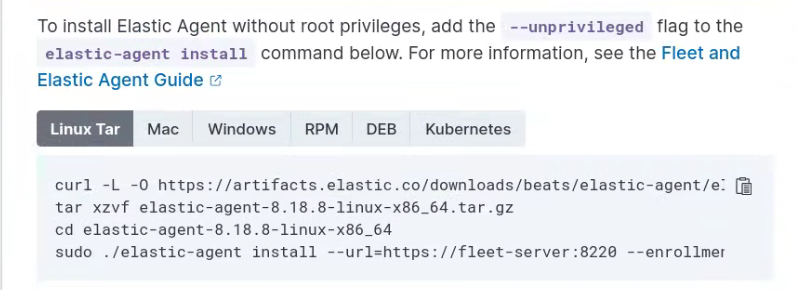 To install Elastic Agent without root privileges, add the --unprivileged flag to the
elastic-agent install command below. For more information, see the Fleet and
Elastic Agent Guide
Linux Tar Mac Windows RPM DEB Kubernetes
curl -L -O https://artifacts.elastic.co/downloads/beats/elastic-agent/
tar xzvf elastic-agent-8.18.8-linux-x86_64.tar.gz
cd elastic-agent-8.18.8-linux-x86_64
sudo ./elastic-agent install --url=https://fleet-server:8220